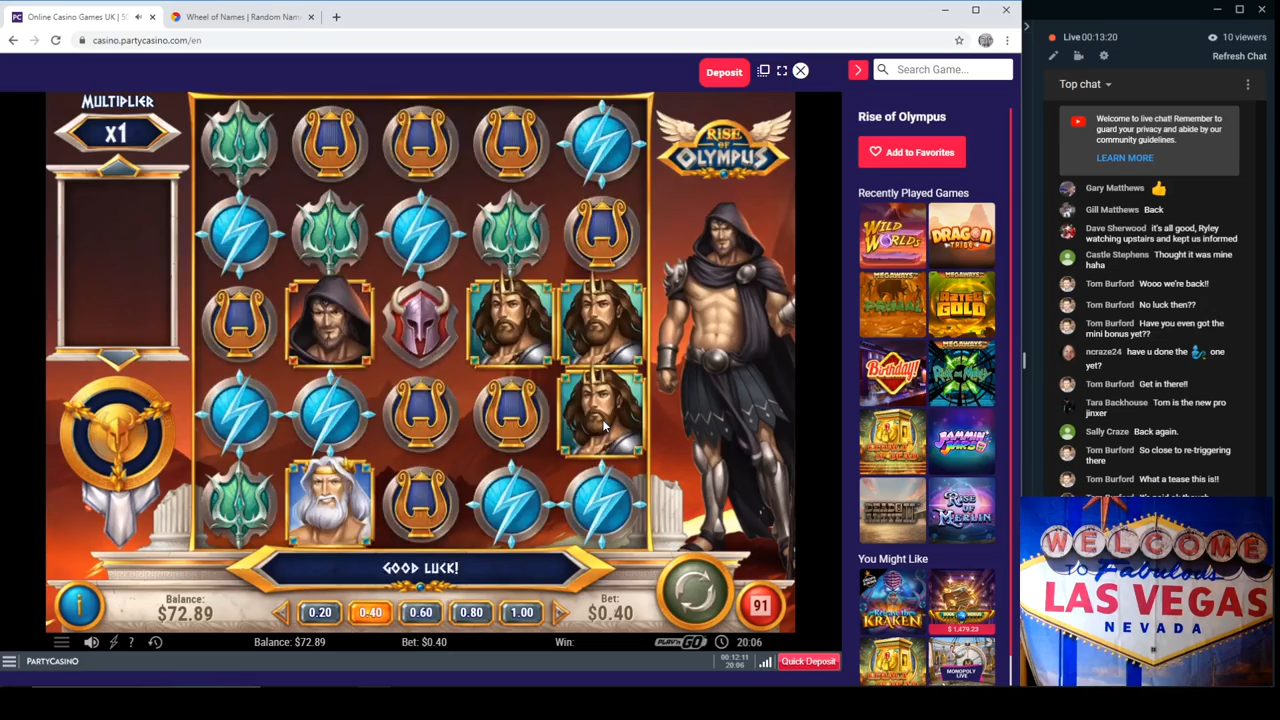 Online Casino Games UK | 50
Wheel of Names | Random Nam
casino.partycasino.com/en
Deposit
Search Game...
MULTIPLIER
X1
RISE
OF
OLYMPUS
Rise of Olympus
Add to Favorites
Recently Played Games
WILD
WORLDS
DRAGON
TRIBE
MEGAWAYS
PRIMAL
MEGAWAYS
AZTEC
GOLD
Birthday!
JAMMIN'
JARS
RISE OF
MERLIN
You Might Like
KRAKEN
$ 1,479.23
MONOPOLY
LIVE
GOOD LUCK!
Balance:
$72.89
0.20
0.40
0.60
0.80
1.00
Bet:
$0.40
91
Balance: $72.89
Bet: $0.40
Win:
PLAY'N GO
20:06
PARTYCASINO
00:12:11
20:06
Quick Deposit
Live 00:13:20
10 viewers
Refresh Chat
Top chat
Welcome to live chat! Remember to
guard your privacy and abide by our
community guidelines.
LEARN MORE
Gary Matthews
Gill Matthews Back
Dave Sherwood it's all good, Ryley
watching upstairs and kept us informed
Castle Stephens Thought it was mine
haha
Tom Burford Wooo we're back!!
Tom Burford No luck then??
Tom Burford Have you even got the
mini bonus yet??
ncraze24 have u done the one
yet?
Tom Burford Get in there!!
Tara Backhouse Tom is the new pro
jinxer
Sally Craze Back again.
Tom Burford So close to re-triggering
there
Tom Burford What a tease this is!!
WELCOME
TO Fabulous
LAS VEGAS
NEVADA